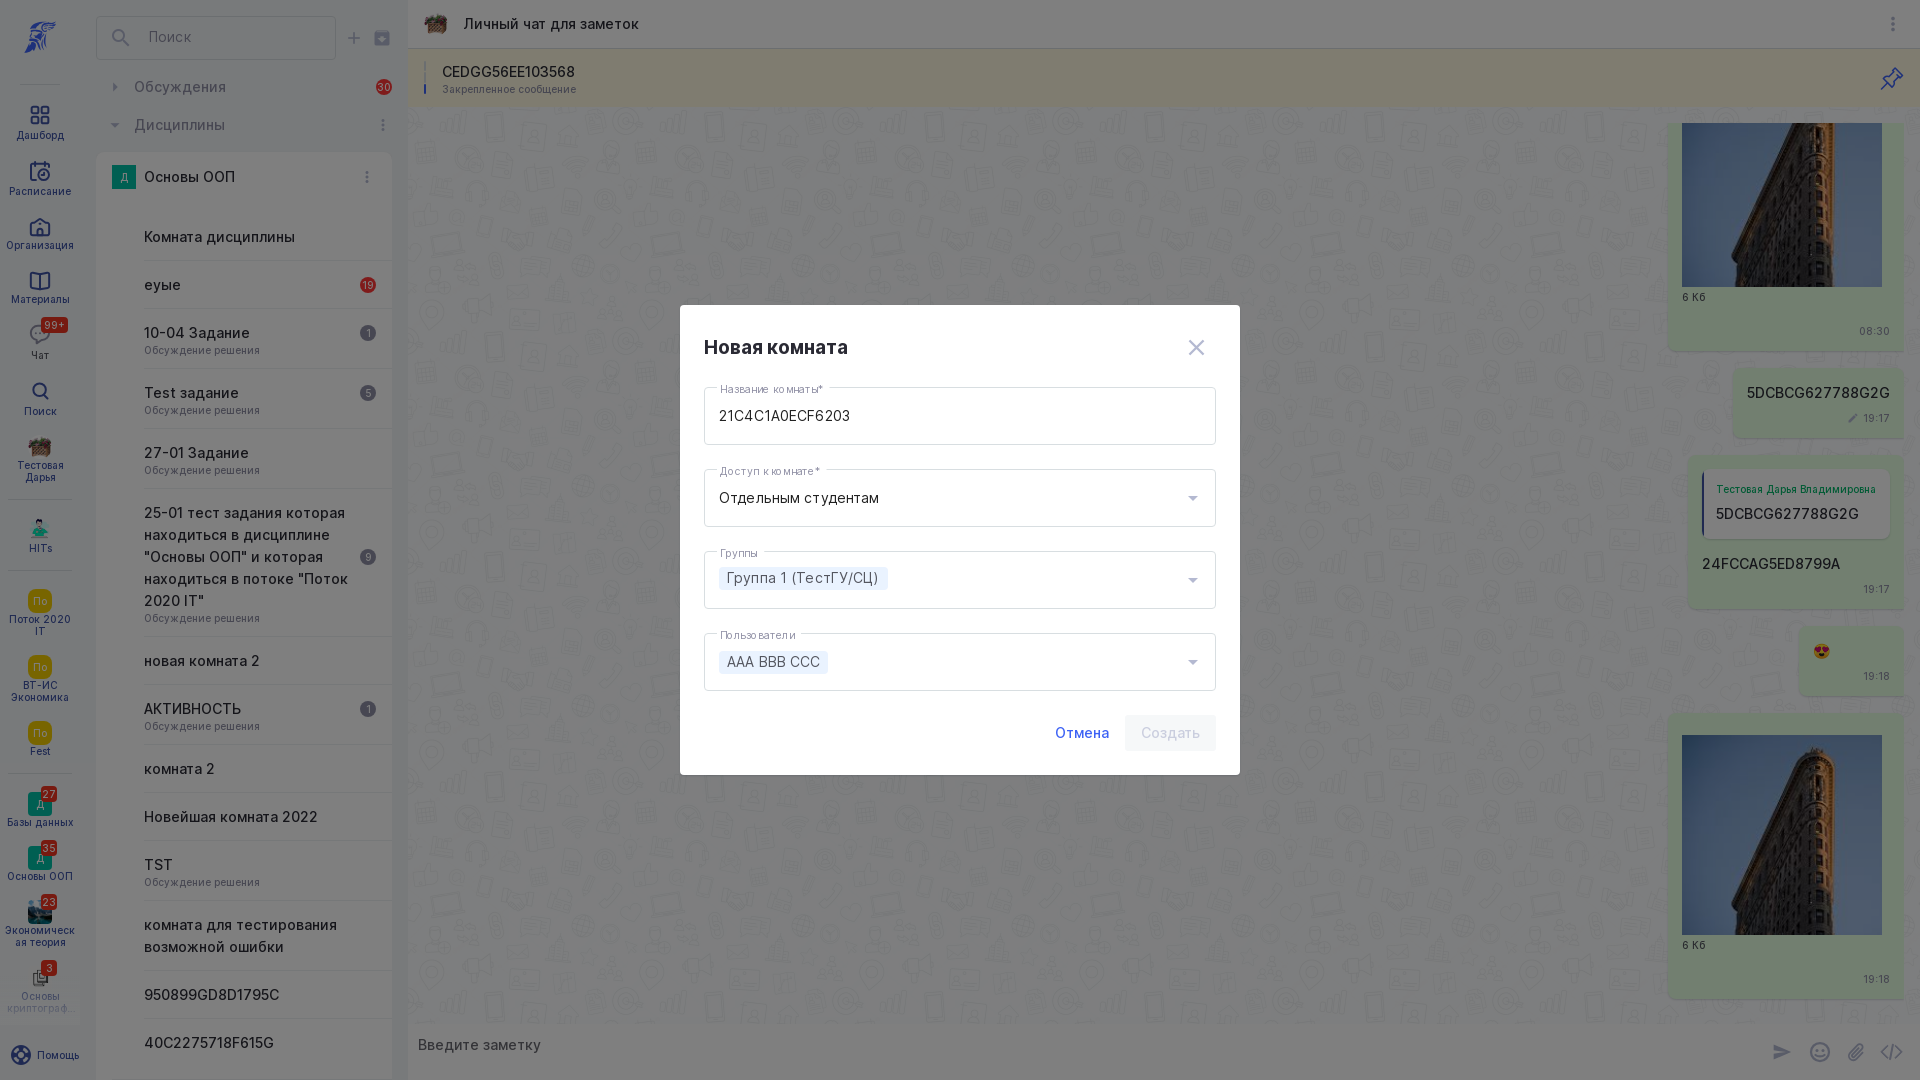 Дашборд
Расписание
Организация
Материалы
99+
Чат
Поиск
Тестовая
Дарья
HITs
По
Поток 2020
IT
По
ВТ-ИС
Экономика
По
Fest
27
Д
Базы данных
35
Д
Основы ООП
23
Экономическ
ая теория
3
Основы
криптограф...
Помощь
Поиск
Обсуждения
30
Дисциплины
Д
Основы ООП
Комната дисциплины
еуые
19
10-04 Задание
Обсуждение решения
1
Test задание
Обсуждение решения
5
27-01 Задание
Обсуждение решения
25-01 тест задания которая
находиться в дисциплине
"Основы ООП" и которая
находиться в потоке "Поток
2020 IT"
Обсуждение решения
9
новая комната 2
АКТИВНОСТЬ
Обсуждение решения
1
комната 2
Новейшая комната 2022
TST
Обсуждение решения
комната для тестирования
возможной ошибки
950899GD8D1795C
40C2275718F615G
Личный чат для заметок
CEDGG56EE103568
Закрепленное сообщение
6 Кб
08:30
5DCBCG627788G2G
19:17
Тестовая Дарья Владимировна
5DCBCG627788G2G
24FCCAG5ED8799A
19:17
19:18
6 Кб
19:18
Введите заметку
Новая комната
Название комнаты*
21C4C1A0ECF6203
Доступ к комнате*
Отдельным студентам
Группы
Группа 1 (ТестГУ/СЦ)
Пользователи
AAA BBB CCC
Отмена
Создать